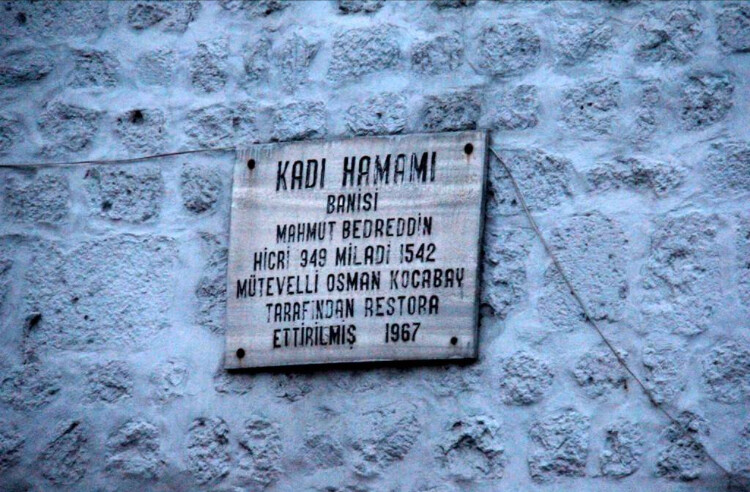 KADI HAMAMI
BANİSİ
MAHMUT BEDREDDİN
HİCRİ 949 MİLADİ 1542
MÜTEVELLİ OSMAN KOCABAY
TARAFINDAN RESTORA
ETTİRİLMİŞ 1967